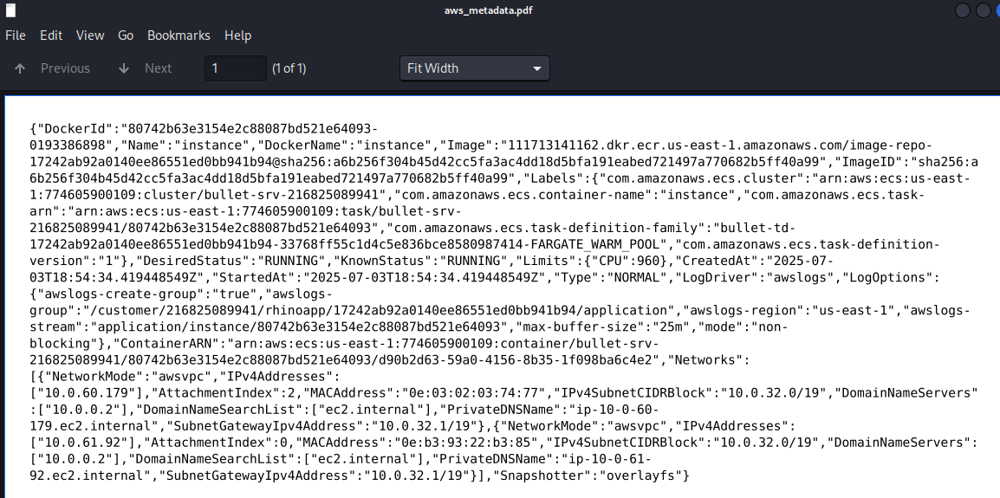 aws_metadata.pdf
File Edit View Go Bookmarks Help
Previous Next 1 (1 of 1) Fit Width
{"DockerId":"80742b63e3154e2c88087bd521e64093-
0193386898","Name":"instance","DockerName":"instance","Image":"111713141162.dkr.ecr.us-east-1.amazonaws.com/image-repo-
17242ab92a0140ee86551ed0bb941b94@sha256:a6b256f304b45d42cc5fa3ac4dd18d5bfa191eabed721497a770682b5ff40a99","ImageID":"sha256:a
6b256f304b45d42cc5fa3ac4dd18d5bfa191eabed721497a770682b5ff40a99","Labels":{"com.amazonaws.ecs.cluster":"arn:aws:ecs:us-east-
1:774605900109:cluster/bullet-srv-216825089941","com.amazonaws.ecs.container-name":"instance","com.amazonaws.ecs.task-
arn":"arn:aws:ecs:us-east-1:774605900109:task/bullet-srv-
216825089941/80742b63e3154e2c88087bd521e64093","com.amazonaws.ecs.task-definition-family":"bullet-td-
17242ab92a0140ee86551ed0bb941b94-33768ff55c1d4c5e836bce8580987414-FARGATE_WARM_POOL","com.amazonaws.ecs.task-definition-
version":"1"},"DesiredStatus":"RUNNING","KnownStatus":"RUNNING","Limits":{"CPU":960},"CreatedAt":"2025-07-
03T18:54:34.419448549Z","StartedAt":"2025-07-03T18:54:34.419448549Z","Type":"NORMAL","LogDriver":"awslogs","LogOptions":
{"awslogs-create-group":"true","awslogs-
group":"/customer/216825089941/rhinoapp/17242ab92a0140ee86551ed0bb941b94/application","awslogs-region":"us-east-1","awslogs-
stream":"application/instance/80742b63e3154e2c88087bd521e64093","max-buffer-size":"25m","mode":"non-
blocking"},"ContainerARN":"arn:aws:ecs:us-east-1:774605900109:container/bullet-srv-
216825089941/80742b63e3154e2c88087bd521e64093/d90b2d63-59a0-4156-8b35-1f098ba6c4e2","Networks":
[{"NetworkMode":"awsvpc","IPv4Addresses":
["10.0.60.179"],"AttachmentIndex":2,"MACAddress":"0e:03:02:03:74:77","IPv4SubnetCIDRBlock":"10.0.32.0/19","DomainNameServers"
:["10.0.0.2"],"DomainNameSearchList":["ec2.internal"],"PrivateDNSName":"ip-10-0-60-
179.ec2.internal","SubnetGatewayIpv4Address":"10.0.32.1/19"},{"NetworkMode":"awsvpc","IPv4Addresses":
["10.0.61.92"],"AttachmentIndex":0,"MACAddress":"0e:b3:93:22:b3:85","IPv4SubnetCIDRBlock":"10.0.32.0/19","DomainNameServers":
["10.0.0.2"],"DomainNameSearchList":["ec2.internal"],"PrivateDNSName":"ip-10-0-61-
92.ec2.internal","SubnetGatewayIpv4Address":"10.0.32.1/19"}],"Snapshotter":"overlayfs"}